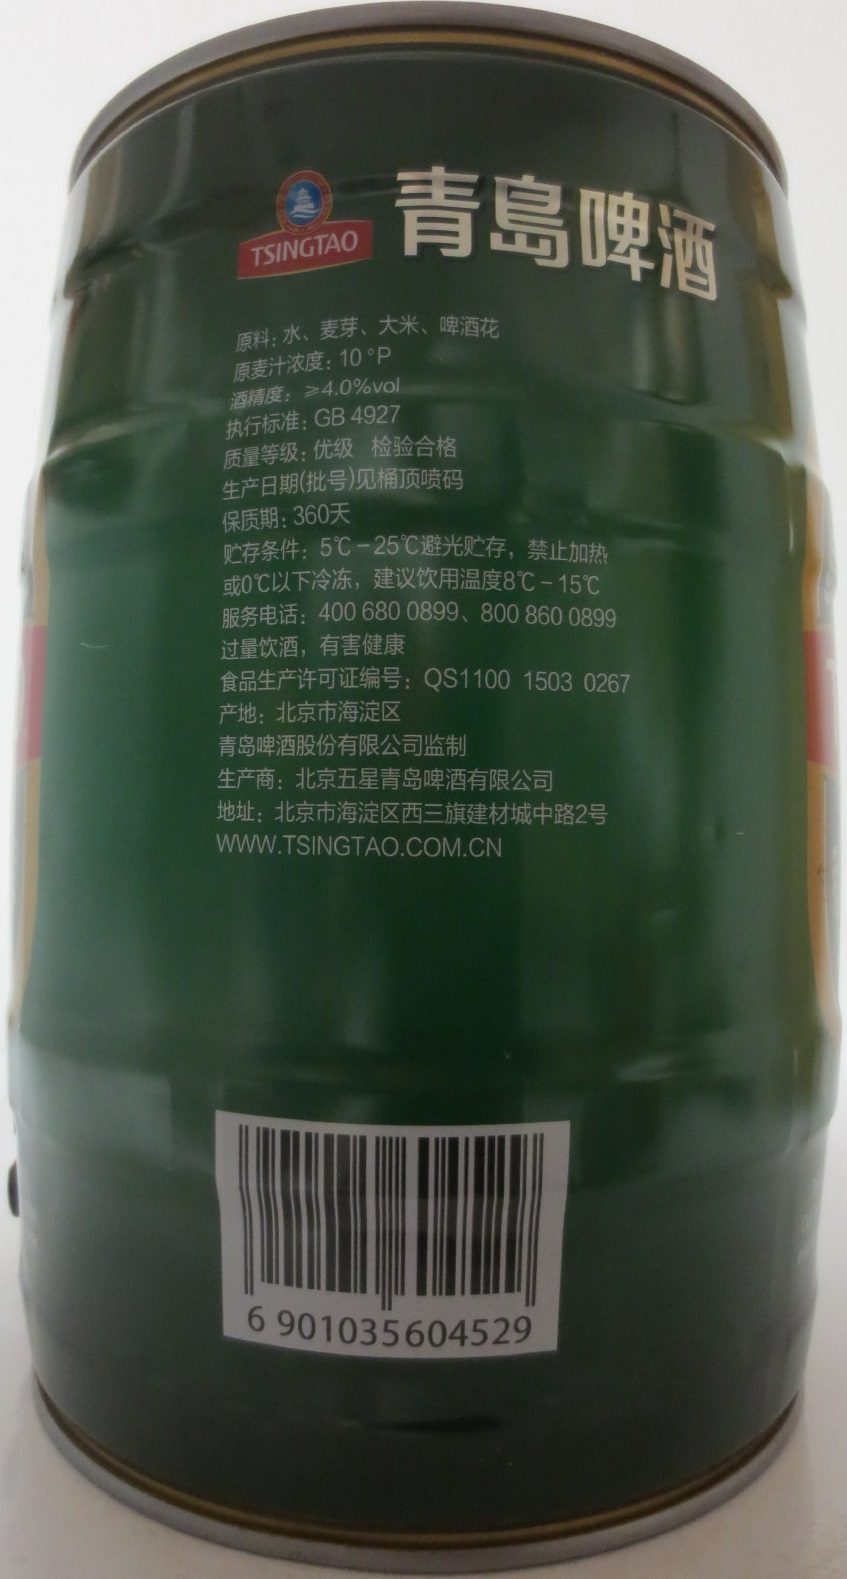 TSINGTAO
青島啤酒
原料：水、麦芽、大米、啤酒花
原麦汁浓度：10°P
酒精度：≥4.0%vol
执行标准：GB 4927
质量等级：优级 检验合格
生产日期(批号)见桶顶喷码
保质期：360天
贮存条件：5℃－25℃避光贮存，禁止加热
或0℃以下冷冻，建议饮用温度8℃－15℃
服务电话：400 680 0899、800 860 0899
过量饮酒，有害健康
食品生产许可证编号：QS1100 1503 0267
产地：北京市海淀区
青岛啤酒股份有限公司监制
生产商：北京五星青岛啤酒有限公司
地址：北京市海淀区西三旗建材城中路2号
WWW.TSINGTAO.COM.CN
6 901035604529